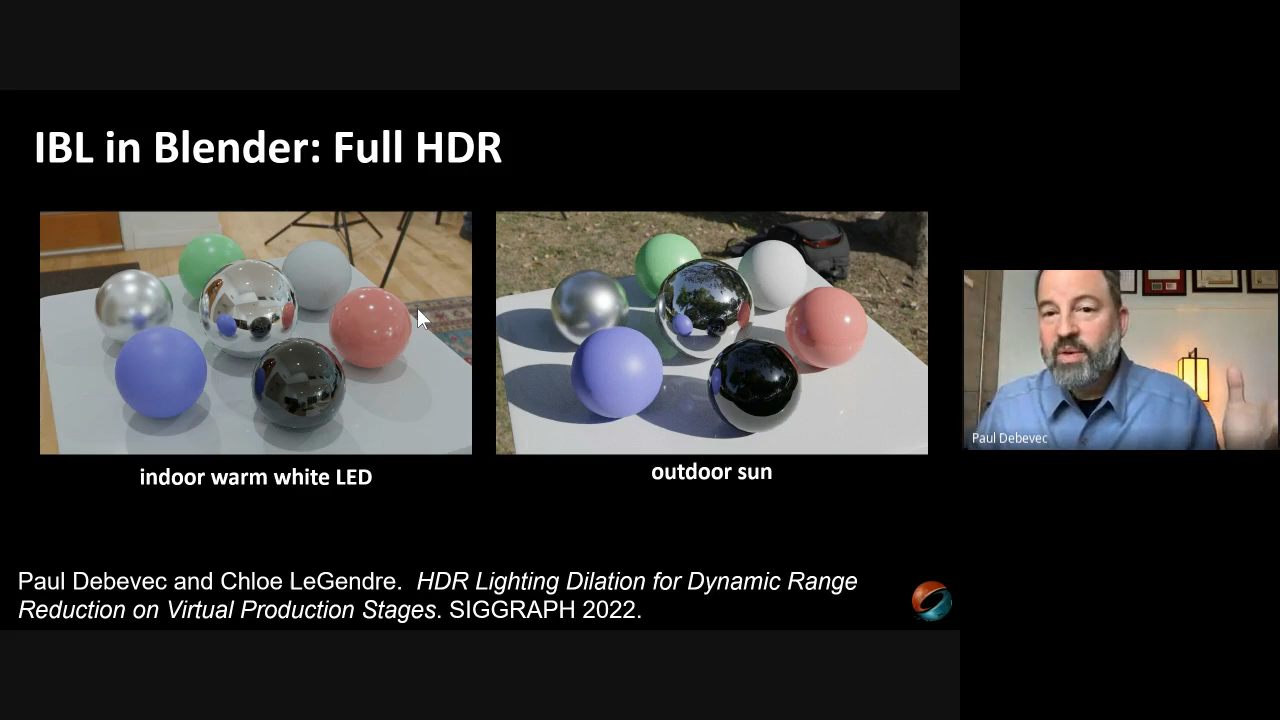 IBL in Blender: Full HDR
indoor warm white LED
outdoor sun
Paul Debevec
Paul Debevec and Chloe LeGendre. HDR Lighting Dilation for Dynamic Range
Reduction on Virtual Production Stages. SIGGRAPH 2022.